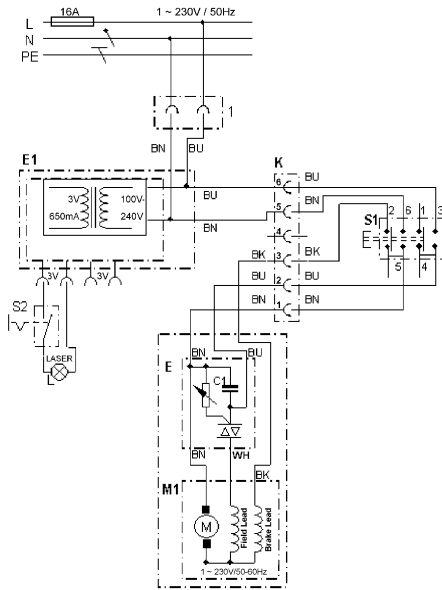 16A
1 ~ 230V / 50Hz
L
N
PE
1
BN
BU
E1
K
3V
650mA
100V-
240V
BU
BN
6
BU
5
BN
4
3
BK
BK
2
BU
BU
1
BN
BN
S1
2
6
1
3
5
4
3V
3V
S2
LASER
BN
BU
E
C1
BN
WH
BK
M1
M
Field Lead
Brake Lead
1 ~ 230V/50-60Hz